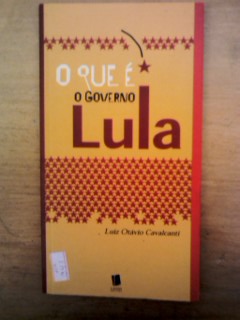 O QUE É
O GOVERNO
Lula
Luiz Otávio Cavalcanti